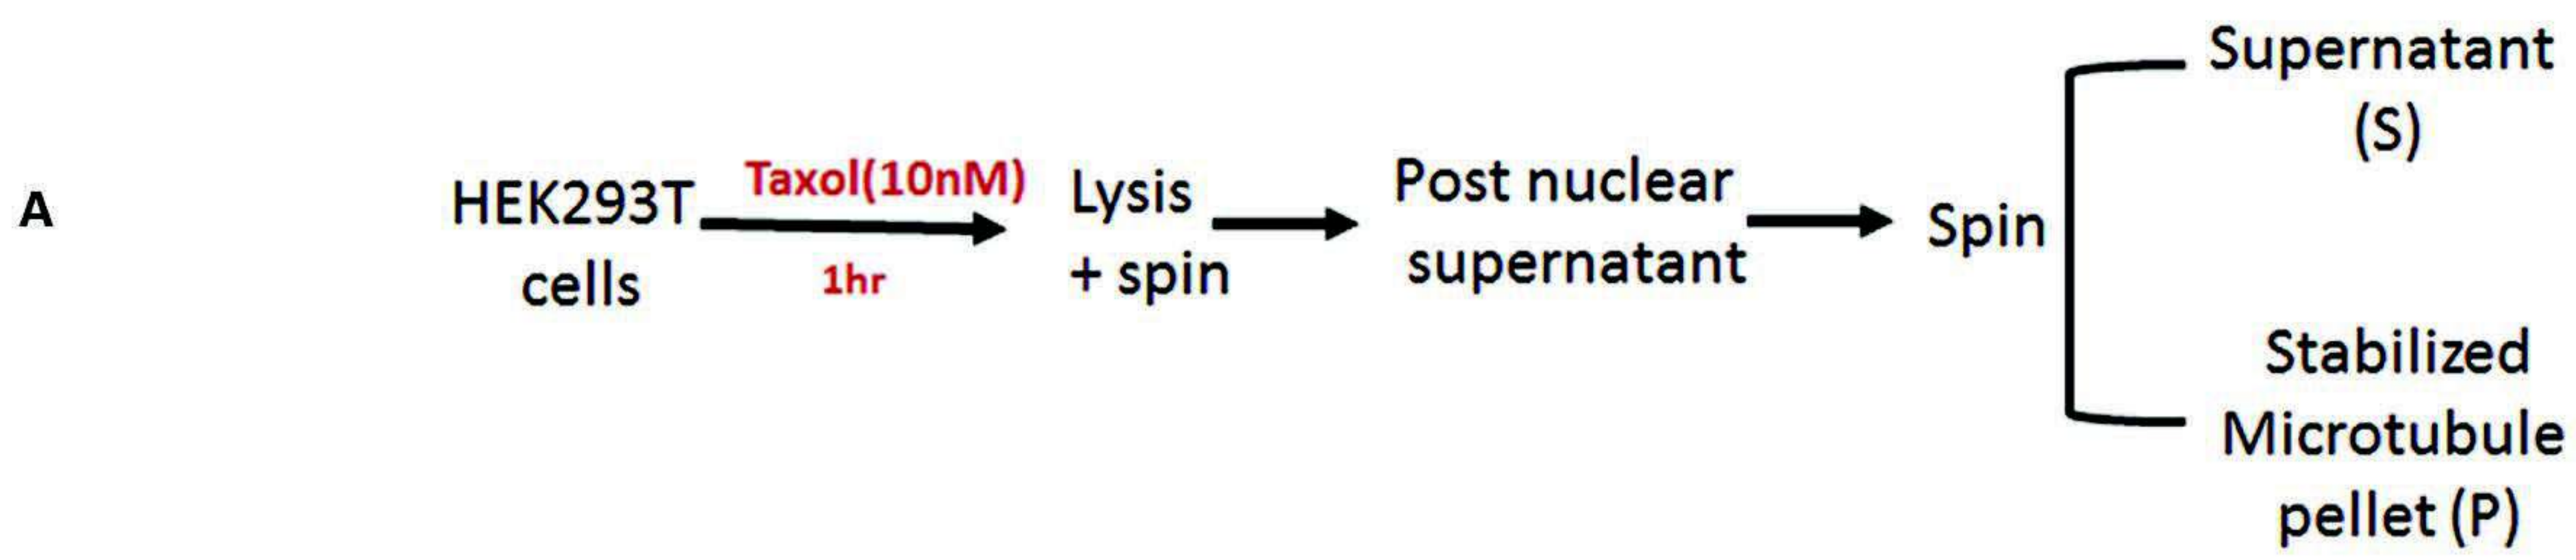 A
HEK293T
cells
Taxol(10nM)
1hr
Lysis
+ spin
Post nuclear
supernatant
Spin
Supernatant
(S)
Stabilized
Microtubule
pellet (P)